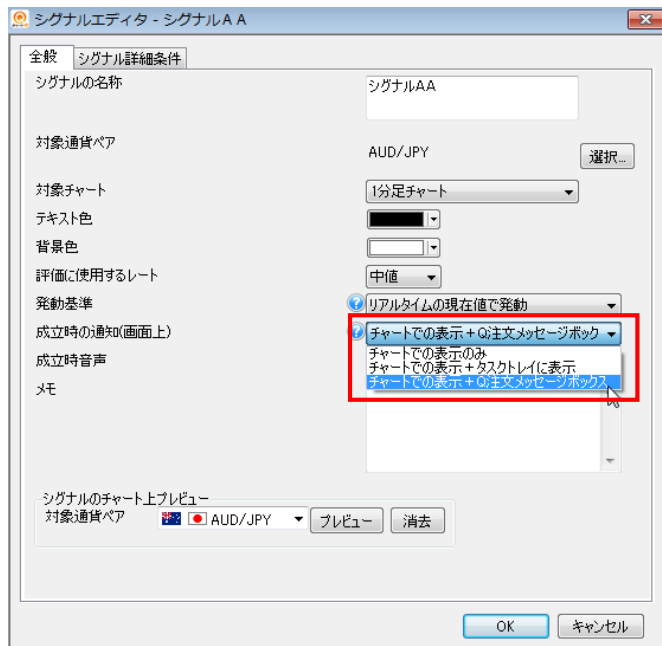 シグナルエディタ - シグナルＡＡ
全般
シグナル詳細条件
シグナルの名称
シグナルAA
対象通貨ペア
AUD/JPY
選択...
対象チャート
1分足チャート
テキスト色
背景色
評価に使用するレート
中値
発動基準
リアルタイムの現在値で発動
成立時の通知(画面上)
チャートでの表示＋Qi注文メッセージボック
成立時音声
チャートでの表示のみ
チャートでの表示＋タスクトレイに表示
チャートでの表示＋Qi注文メッセージボックス
メモ
シグナルのチャート上プレビュー
対象通貨ペア
AUD/JPY
プレビュー
消去
OK
キャンセル